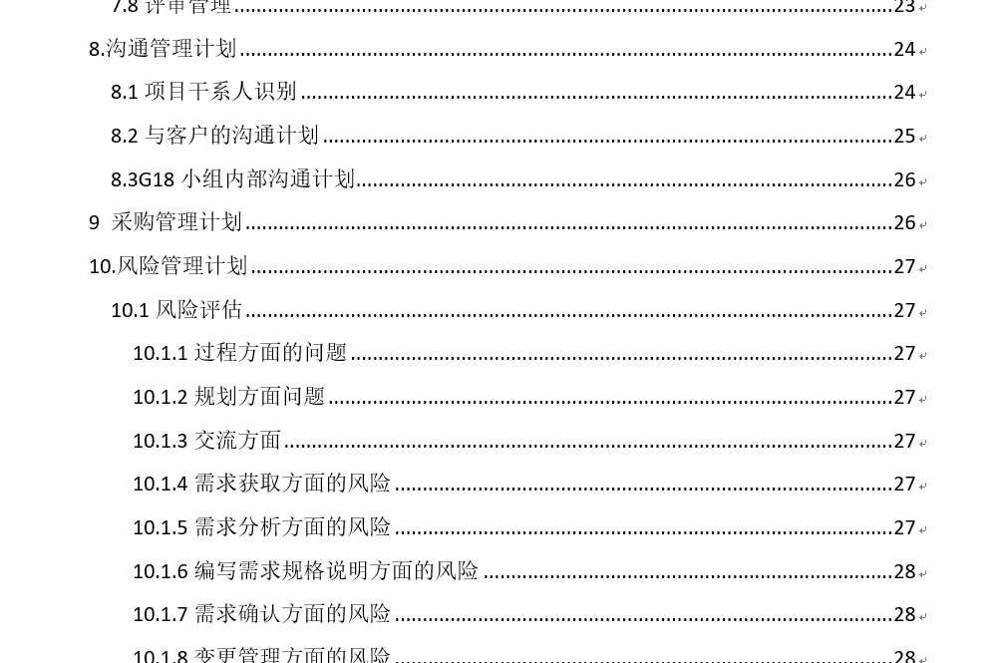 7.8 评审管理........................23
8.沟通管理计划........................24
8.1 项目干系人识别........................24
8.2 与客户的沟通计划........................25
8.3G18 小组内部沟通计划........................26
9  采购管理计划........................26
10.风险管理计划........................27
10.1 风险评估........................27
10.1.1 过程方面的问题........................27
10.1.2 规划方面问题........................27
10.1.3 交流方面........................27
10.1.4 需求获取方面的风险........................27
10.1.5 需求分析方面的风险........................27
10.1.6 编写需求规格说明方面的风险........................28
10.1.7 需求确认方面的风险........................28
10.1.8 变更管理方面的风险........................28